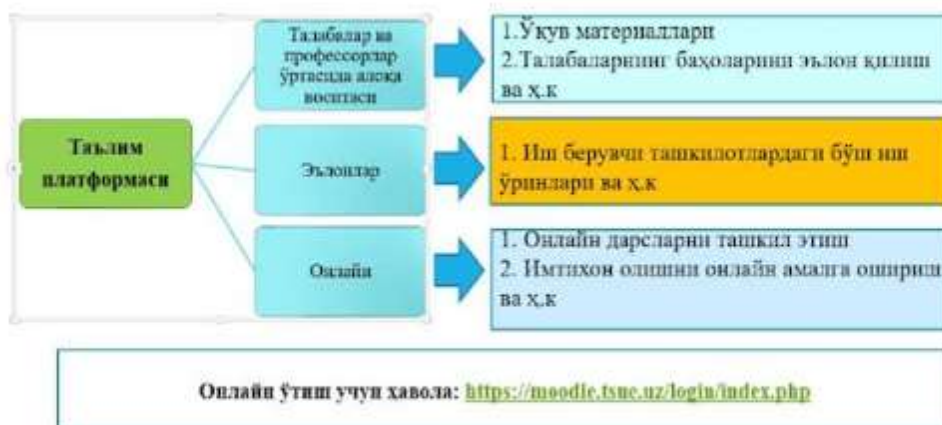 Талабалар ва
профессорлар
ўртасида алоқа
воситаси
1.Ўқув материаллари
2.Талабаларнинг баҳоларини эълон қилиш
ва ҳ.к
Таълим
платформаси
Эълонлар
1. Иш берувчи ташкилотлардаги бўш иш
ўринлари ва ҳ.к
Онлайн
1. Онлайн дарсларни ташкил этиш
2. Имтихон олишни онлайн амалга ошириш
ва ҳ.к
Онлайн ўтиш учун ҳавола: https://moodle.tsue.uz/login/index.php